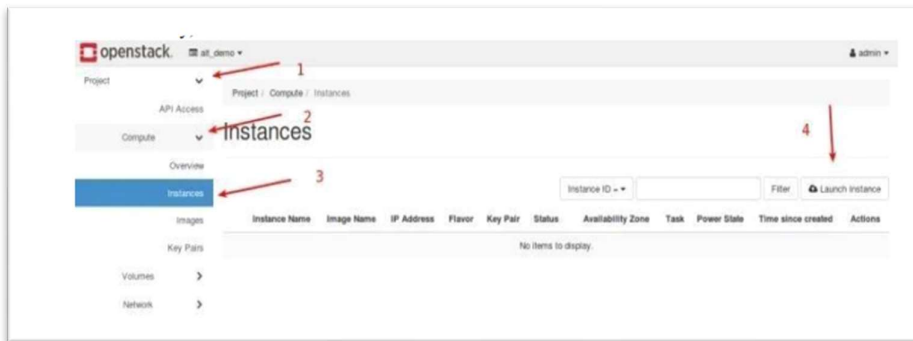 openstack. alt_demo admin
Project 1
Project / Compute / Instances
API Access
Compute 2
Instances
4
Overview
Instances 3
Instance ID = Filter Launch Instance
Images
Instance Name Image Name IP Address Flavor Key Pair Status Availability Zone Task Power State Time since created Actions
Key Pairs
No items to display.
Volumes
Network